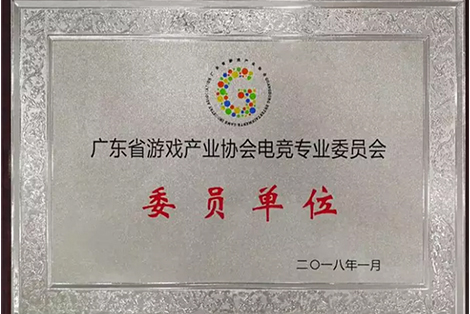 广东省游戏产业协会电竞专业委员会
委员单位
二〇一八年一月